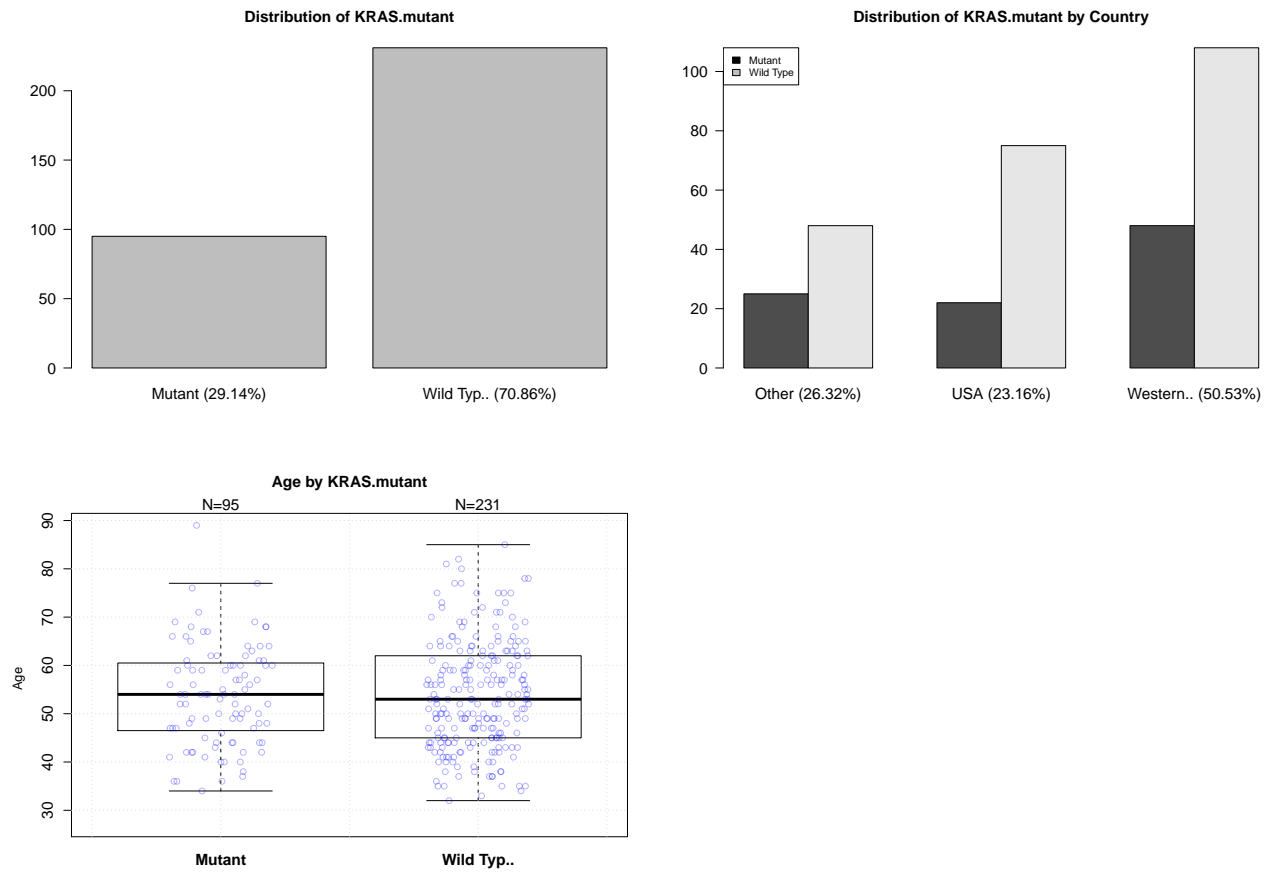 Distribution of KRAS.mutant
200
150
100
50
0
Mutant (29.14%) Wild Typ.. (70.86%)
Distribution of KRAS.mutant by Country
Mutant
Wild Type
100
80
60
40
20
0
Other (26.32%) USA (23.16%) Western.. (50.53%)
Age by KRAS.mutant
N=95 N=231
90
80
70
60
50
40
30
Age
Mutant Wild Typ..